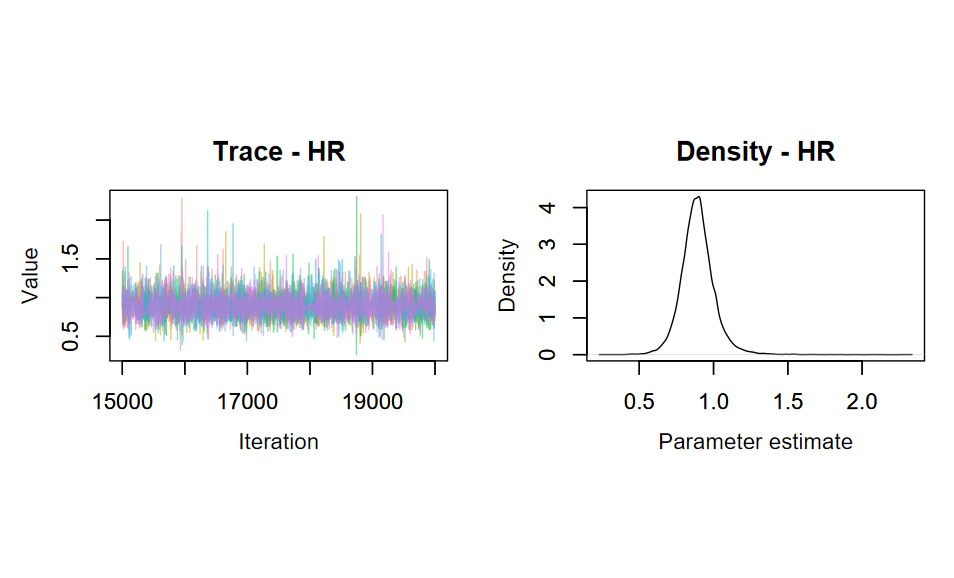 Trace - HR
Value
0.5
1.5
15000 17000 19000
Iteration
Density - HR
Density
0 1 2 3 4
0.5 1.0 1.5 2.0
Parameter estimate